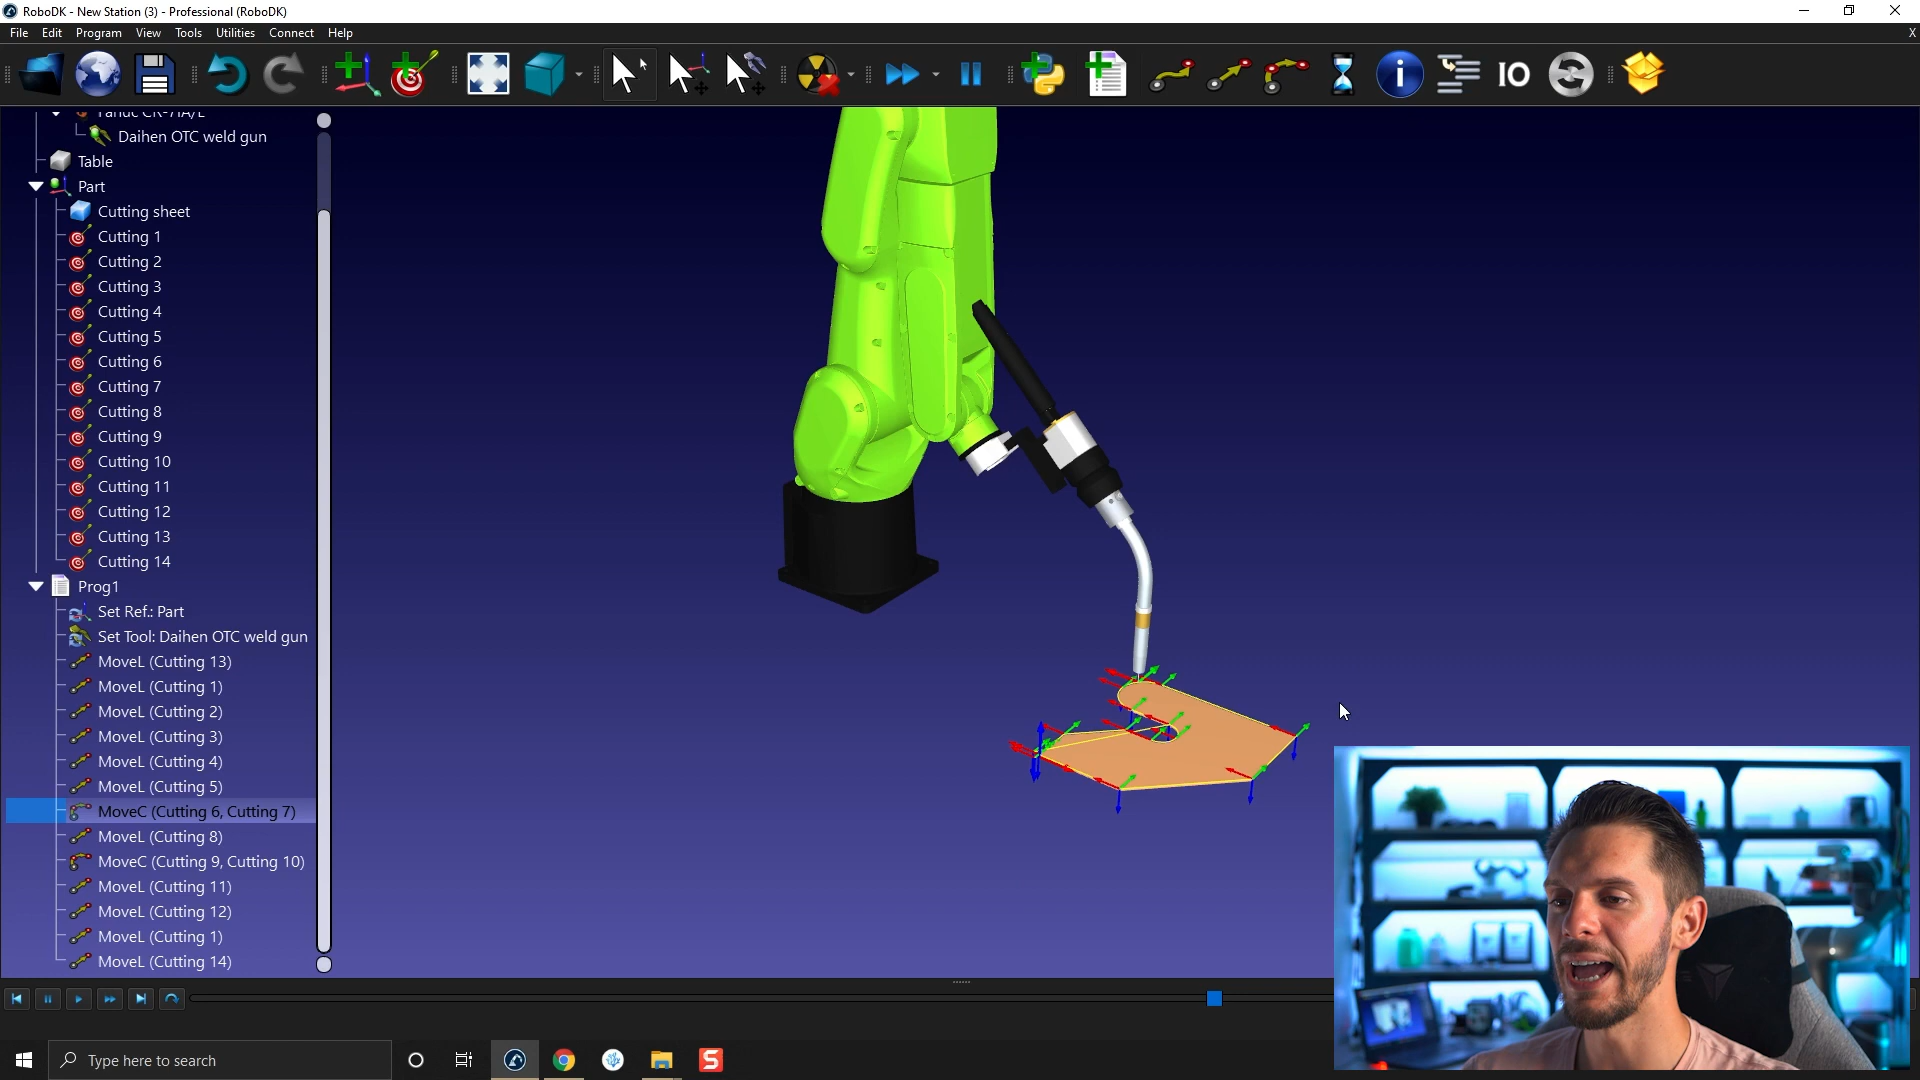 RoboDK - New Station (3) - Professional (RoboDK)
File Edit Program View Tools Utilities Connect Help
X
IO
Fanuc CR-7iA/L
Daihen OTC weld gun
Table
Part
Cutting sheet
Cutting 1
Cutting 2
Cutting 3
Cutting 4
Cutting 5
Cutting 6
Cutting 7
Cutting 8
Cutting 9
Cutting 10
Cutting 11
Cutting 12
Cutting 13
Cutting 14
Prog1
Set Ref.: Part
Set Tool: Daihen OTC weld gun
MoveL (Cutting 13)
MoveL (Cutting 1)
MoveL (Cutting 2)
MoveL (Cutting 3)
MoveL (Cutting 4)
MoveL (Cutting 5)
MoveC (Cutting 6, Cutting 7)
MoveL (Cutting 8)
MoveC (Cutting 9, Cutting 10)
MoveL (Cutting 11)
MoveL (Cutting 12)
MoveL (Cutting 1)
MoveL (Cutting 14)
Type here to search